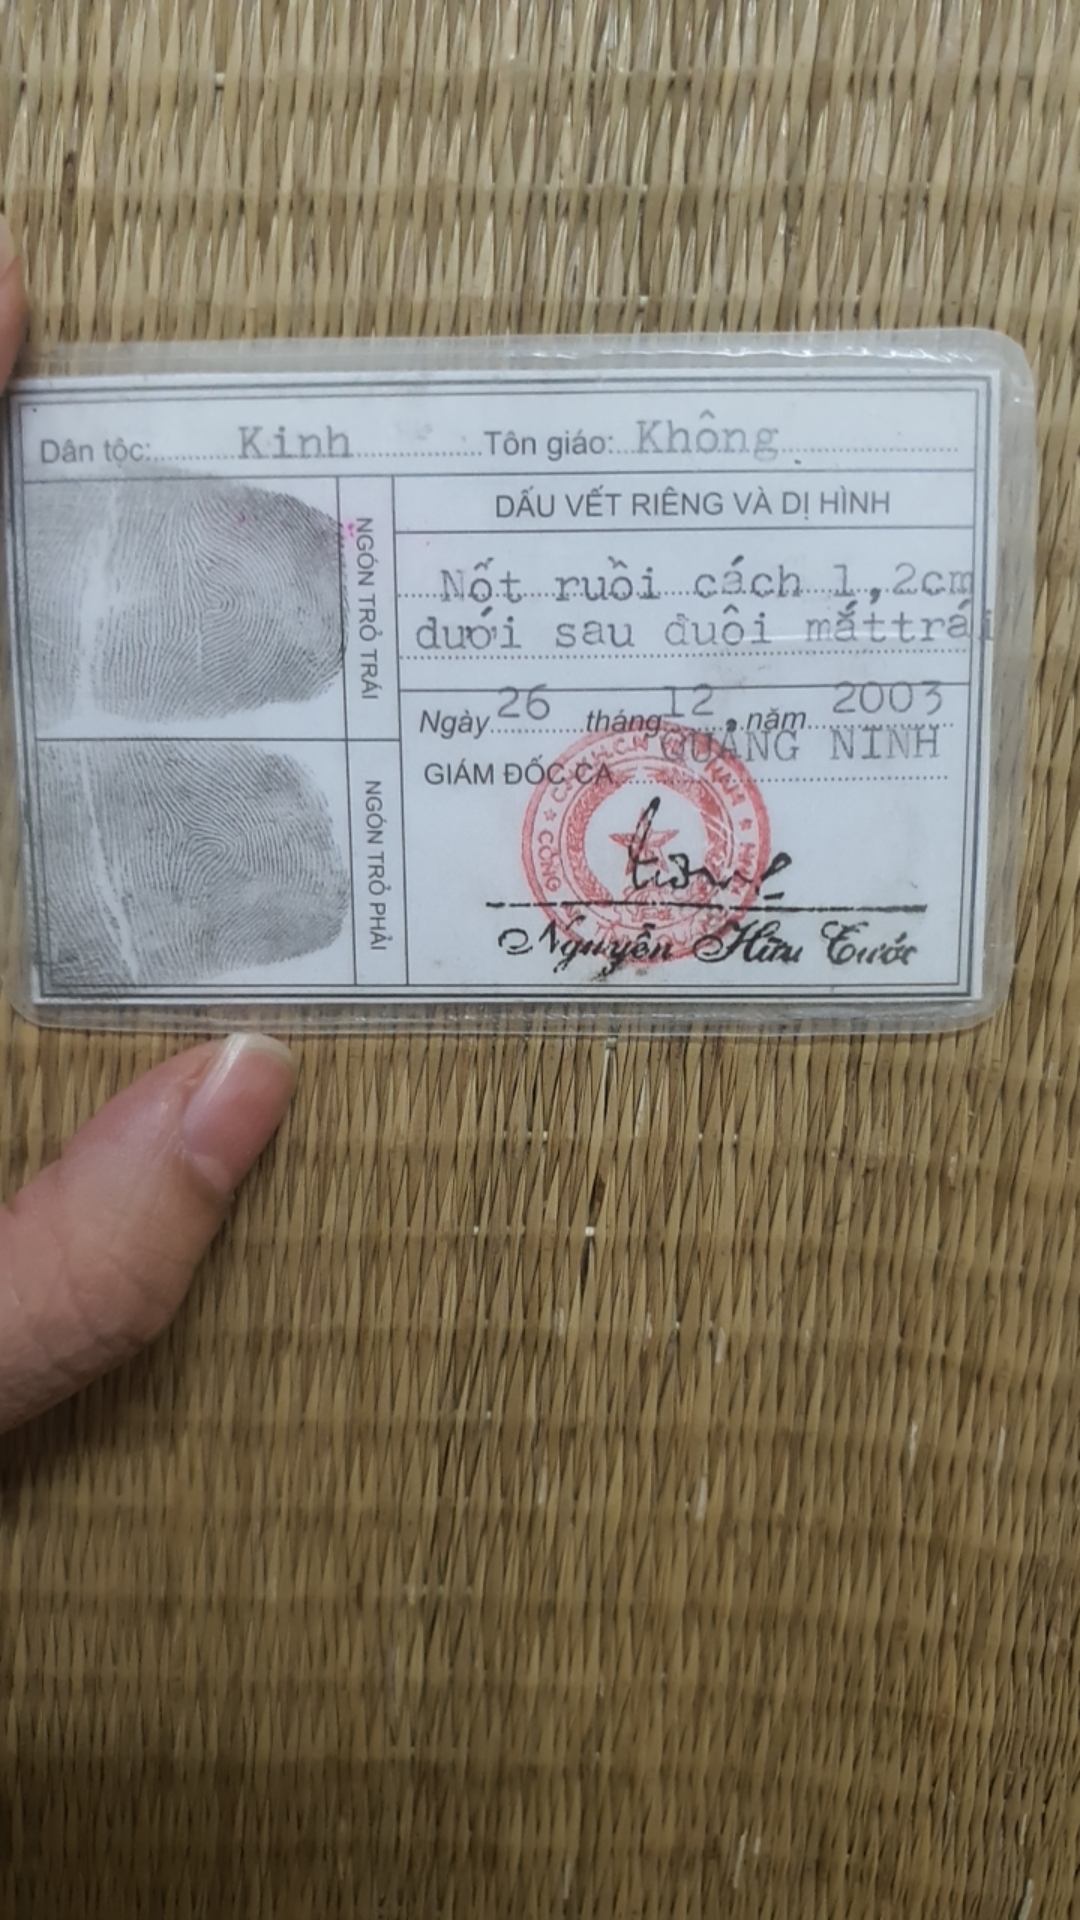 Dân tộc: Kinh Tôn giáo: Không
NGÓN TRỎ TRÁI
NGÓN TRỎ PHẢI
DẤU VẾT RIÊNG VÀ DỊ HÌNH
Nốt ruồi cách 1,2cm
dưới sau đuôi mắttrái
Ngày 26 tháng 12 năm 2003
GIÁM ĐỐC CA QUẢNG NINH
Nguyễn Hữu Tước